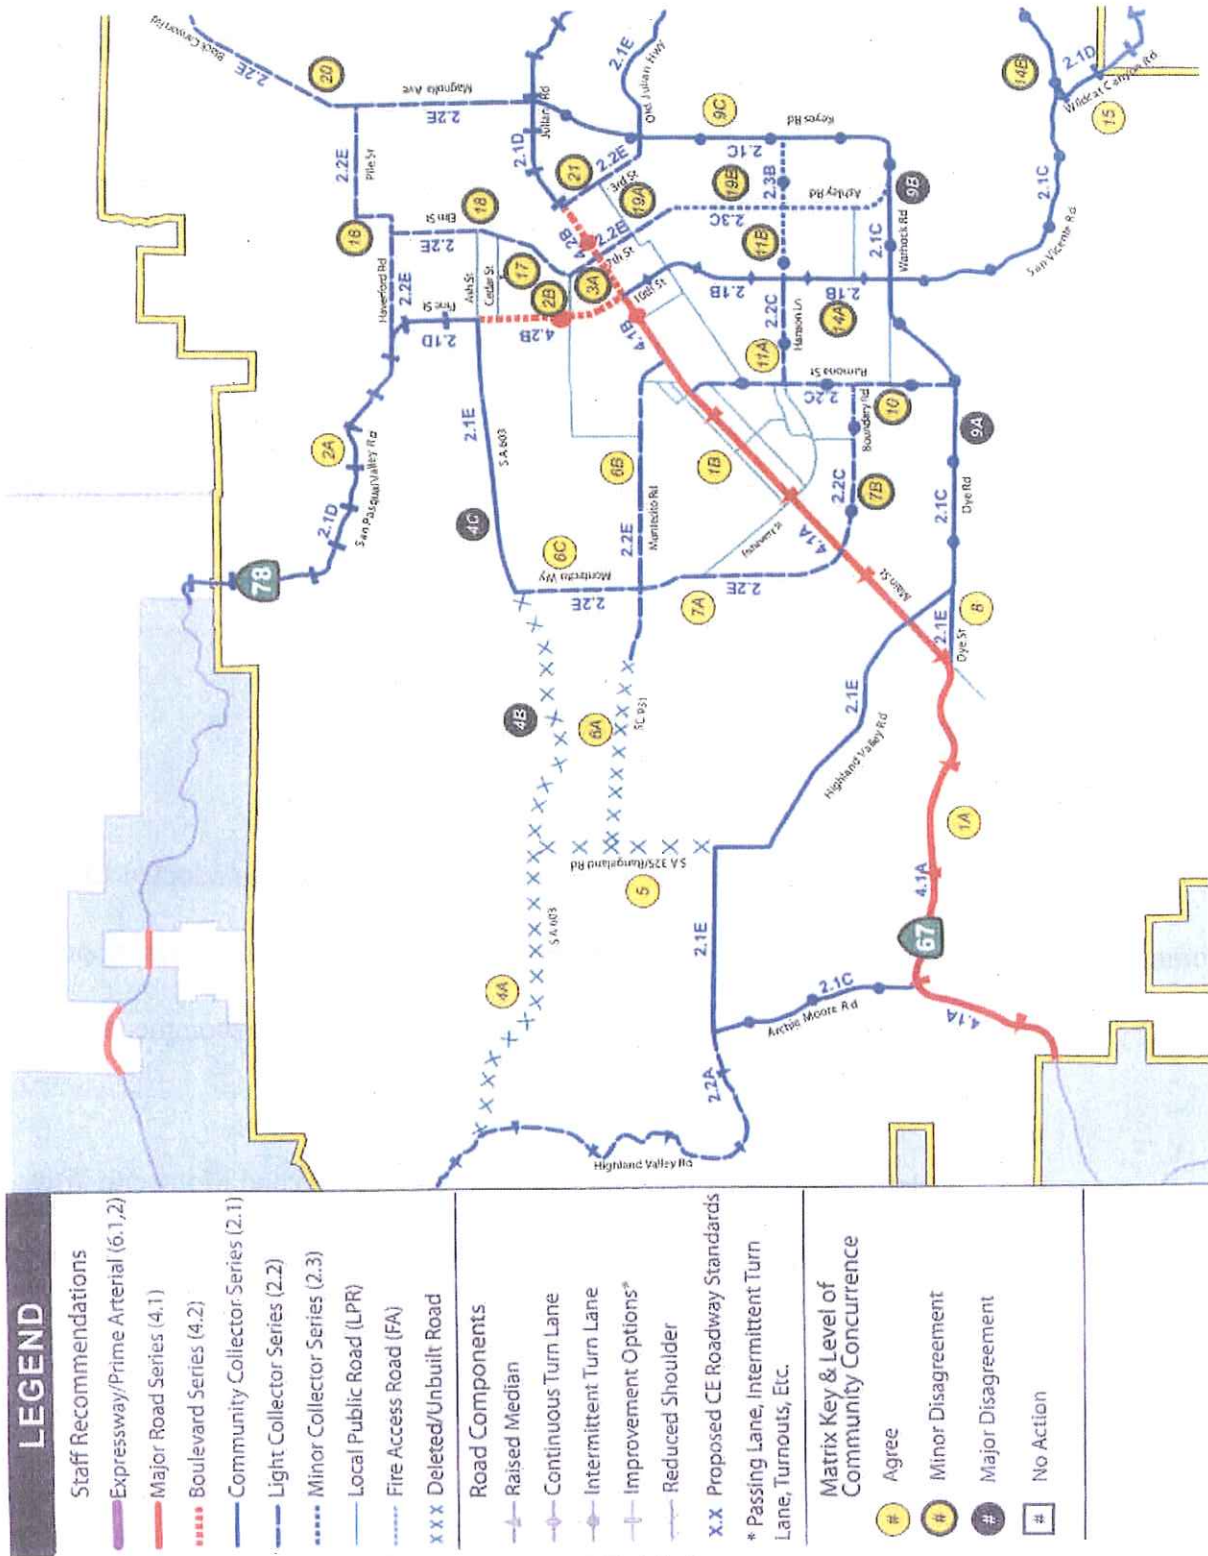 LEGEND
Staff Recommendations
Expressway/Prime Arterial (6.1,2)
Major Road Series (4.1)
Boulevard Series (4.2)
Community Collector Series (2.1)
Light Collector Series (2.2)
Minor Collector Series (2.3)
Local Public Road (LPR)
Fire Access Road (FA)
XXX Deleted/Unbuilt Road
Road Components
Raised Median
Continuous Turn Lane
Intermittent Turn Lane
Improvement Options*
Reduced Shoulder
X.X Proposed CE Roadway Standards
* Passing Lane, Intermittent Turn
Lane, Turnouts, Etc.
Matrix Key & Level of
Community Concurrence
# Agree
# Minor Disagreement
# Major Disagreement
# No Action
Black Canyon Rd
2.2E
20
Magnolia Ave
2.2E
Pile St
2.2E
16
Haverford Rd
2.2E
Elm St
2.2E
18
Pine St
2.1D
Ash St
Cedar St
17
2B
4.2B
3A
2A
2.1D
San Pasqual Valley Rd
78
Julian Rd
2.1D
21
4.2B
2.2E
7th St
3rd St
2.2E
19A
2.1E
Old Julian Hwy
9C
2.1C
Keyes Rd
19B
2.3B
2.3C
Ashley Rd
9B
Warnock Rd
2.1C
11B
10th St
2.1B
2.1B
14A
2.2C
Hanson Ln
11A
Ramona St
2.2C
10
14B
2.1D
Wildcat Canyon Rd
15
2.1C
San Vicente Rd
4.1B
1B
2.1E
S.A 603
4C
6B
Montecito Rd
2.2E
6C
Montecito Wy
2.2E
7A
2.2E
4.1A
Main St
Boundary Rd
2.2C
7B
9A
Dye Rd
2.1C
8
2.1E
Dye St
4B
6A
SC 931
S.A 325/Rangeland Rd
5
S.A 603
4A
2.1E
Highland Valley Rd
2.1E
1A
4.1A
67
4.1A
2.1C
Archie Moore Rd
2.2A
Highland Valley Rd